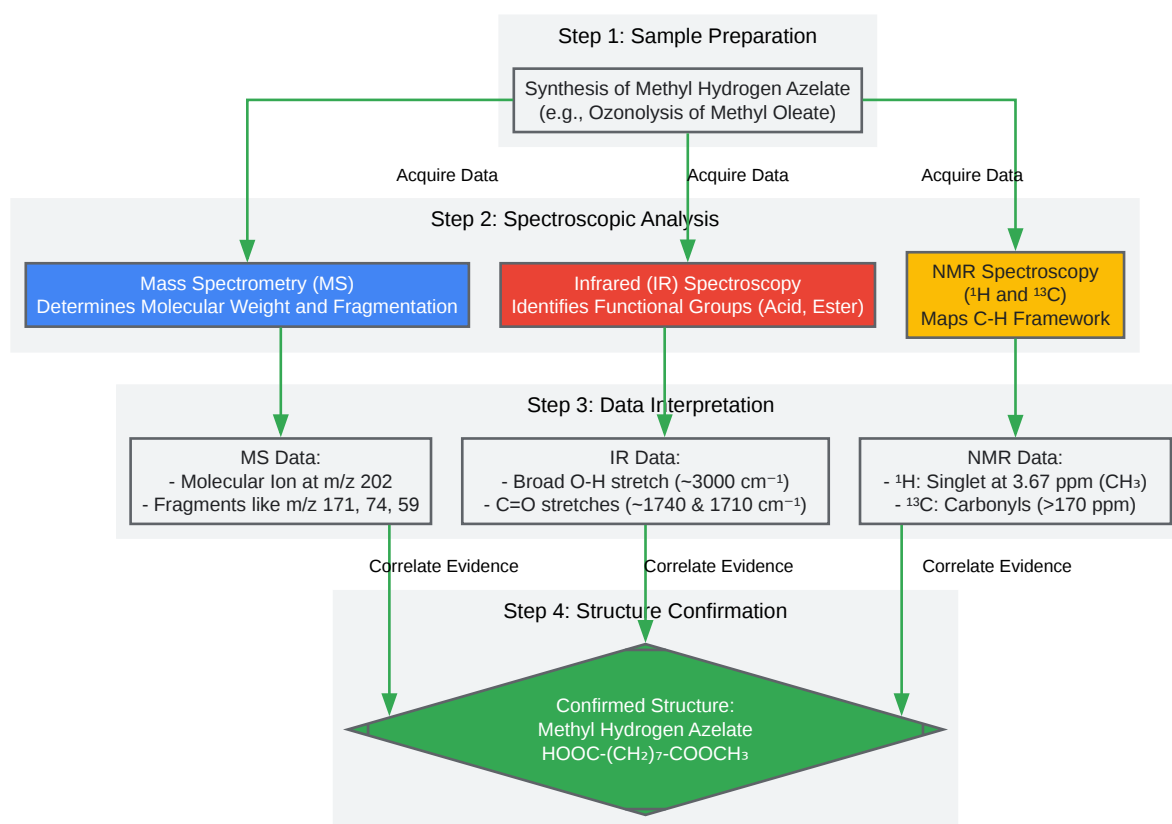 Step 1: Sample Preparation
Synthesis of Methyl Hydrogen Azelate
(e.g., Ozonolysis of Methyl Oleate)
Acquire Data
Acquire Data
Acquire Data
Step 2: Spectroscopic Analysis
Mass Spectrometry (MS)
Determines Molecular Weight and Fragmentation
Infrared (IR) Spectroscopy
Identifies Functional Groups (Acid, Ester)
NMR Spectroscopy
(¹H and ¹³C)
Maps C-H Framework
Step 3: Data Interpretation
MS Data:
- Molecular Ion at m/z 202
- Fragments like m/z 171, 74, 59
IR Data:
- Broad O-H stretch (~3000 cm⁻¹)
- C=O stretches (~1740 & 1710 cm⁻¹)
NMR Data:
- ¹H: Singlet at 3.67 ppm (CH₃)
- ¹³C: Carbonyls (>170 ppm)
Correlate Evidence
Correlate Evidence
Correlate Evidence
Step 4: Structure Confirmation
Confirmed Structure:
Methyl Hydrogen Azelate
HOOC-(CH₂)₇-COOCH₃